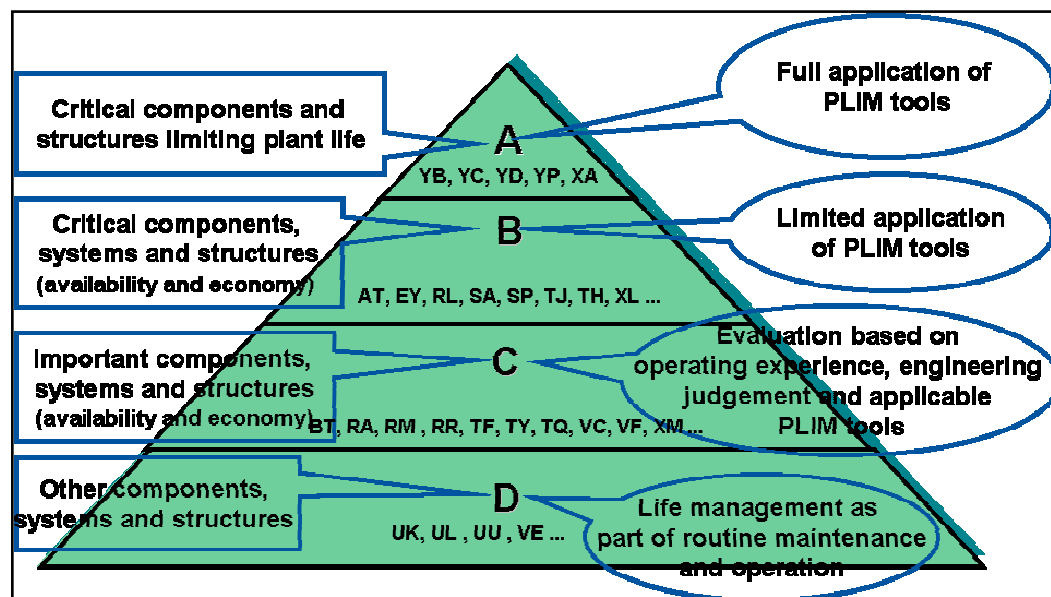 Critical components and
structures limiting plant life
A
YB, YC, YD, YP, XA
Full application of
PLIM tools
Critical components,
systems and structures
(availability and economy)
B
AT, EY, RL, SA, SP, TJ, TH, XL ...
Limited application
of PLIM tools
Important components,
systems and structures
(availability and economy)
C
BT, RA, RM , RR, TF, TY, TQ, VC, VF, XM ...
Evaluation based on
operating experience, engineering
judgement and applicable
PLIM tools
Other components,
systems and structures
D
UK, UL , UU , VE ...
Life management as
part of routine maintenance
and operation